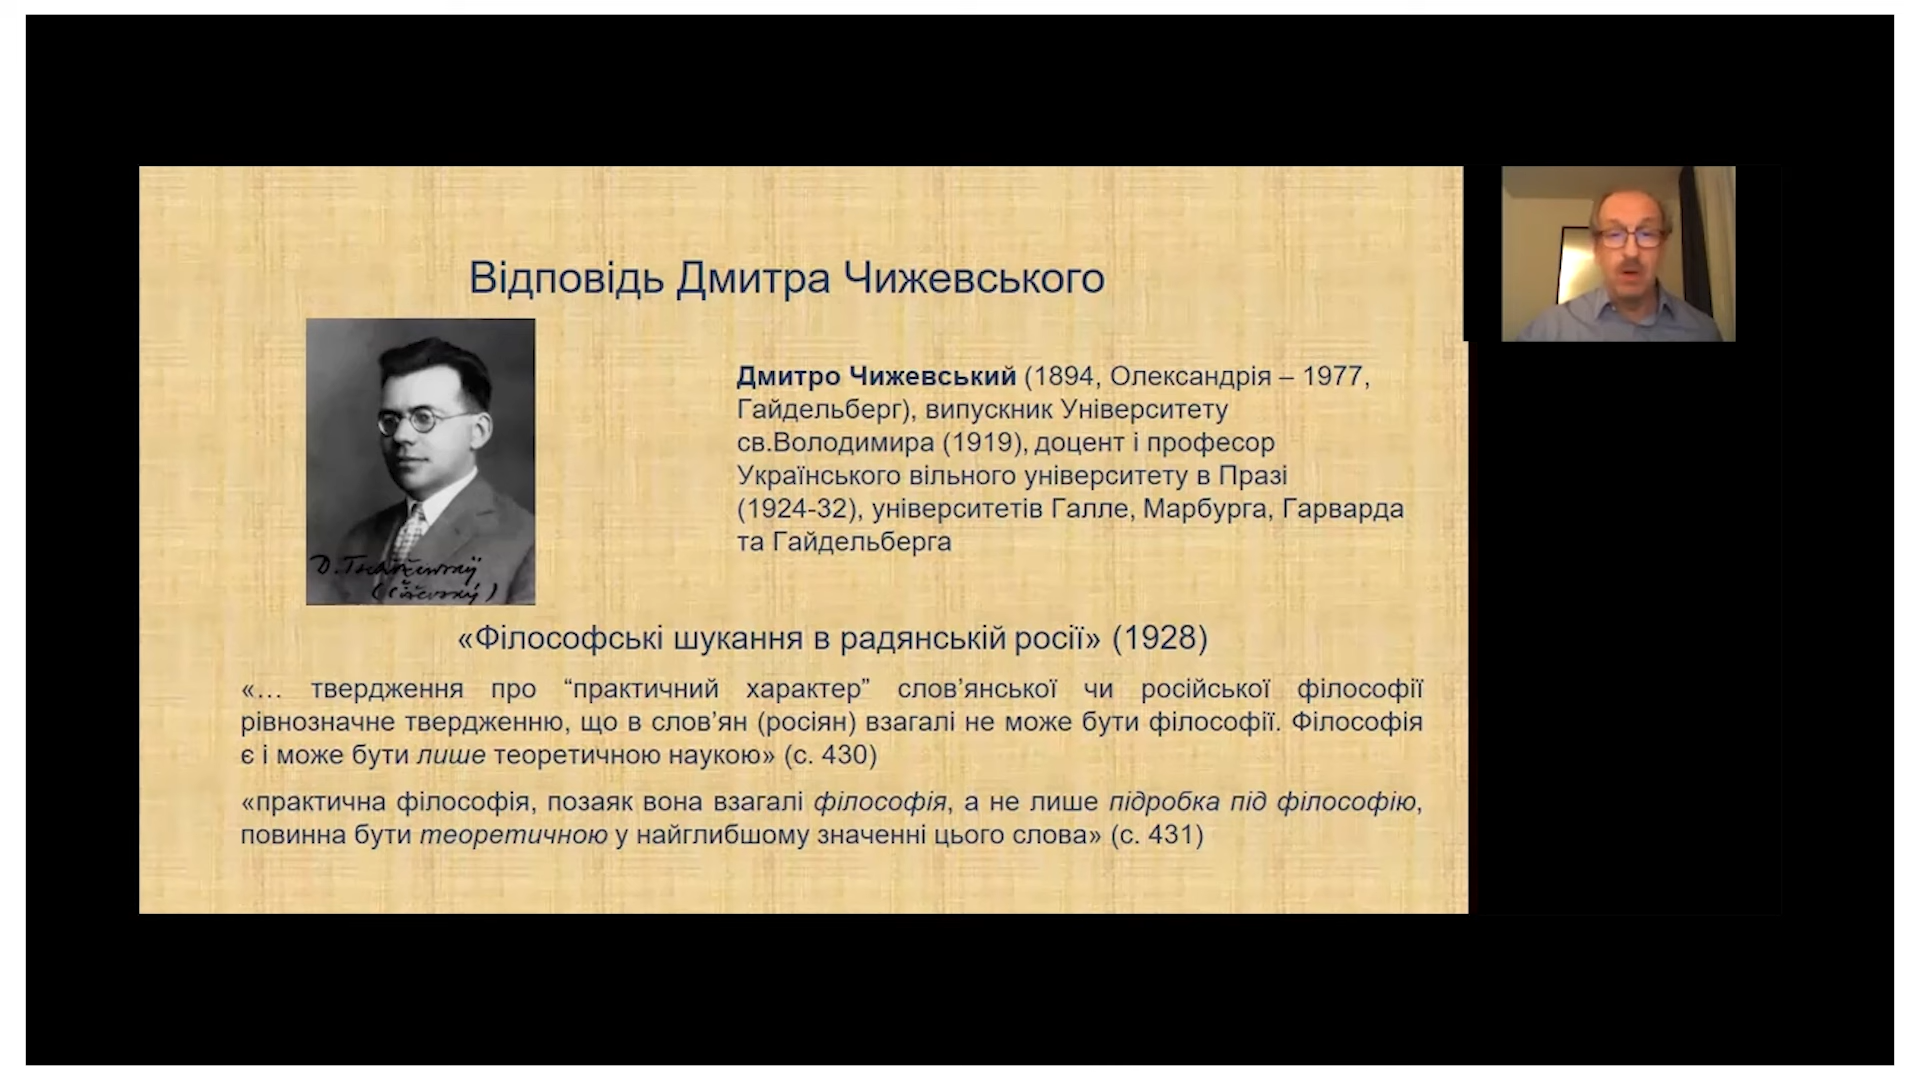 Відповідь Дмитра Чижевського
Дмитро Чижевський (1894, Олександрія – 1977,
Гайдельберг), випускник Університету
св.Володимира (1919), доцент і професор
Українського вільного університету в Празі
(1924-32), університетів Галле, Марбурга, Гарварда
та Гайдельберга
«Філософські шукання в радянській росії» (1928)
«… твердження про “практичний характер” слов’янської чи російської філософії
рівнозначне твердженню, що в слов’ян (росіян) взагалі не може бути філософії. Філософія
є і може бути лише теоретичною наукою» (с. 430)
«практична філософія, позаяк вона взагалі філософія, а не лише підробка під філософію,
повинна бути теоретичною у найглибшому значенні цього слова» (с. 431)